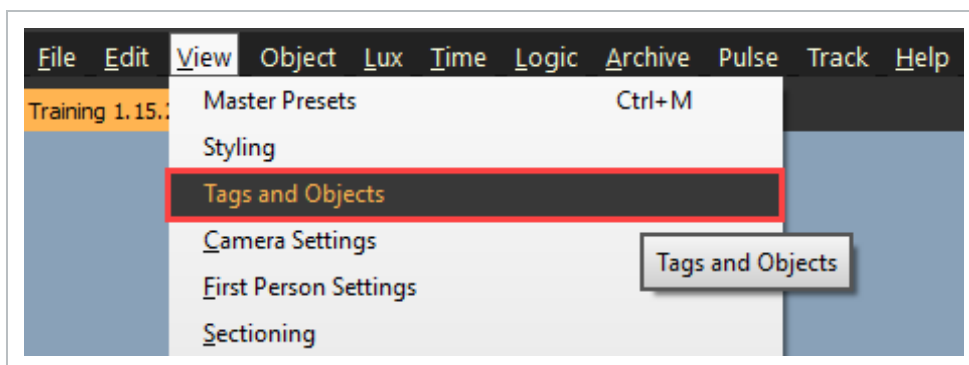 File Edit View Object Lux Time Logic Archive Pulse Track Help
Training 1.15.
Master Presets Ctrl+M
Styling
Tags and Objects
Camera Settings
Tags and Objects
First Person Settings
Sectioning